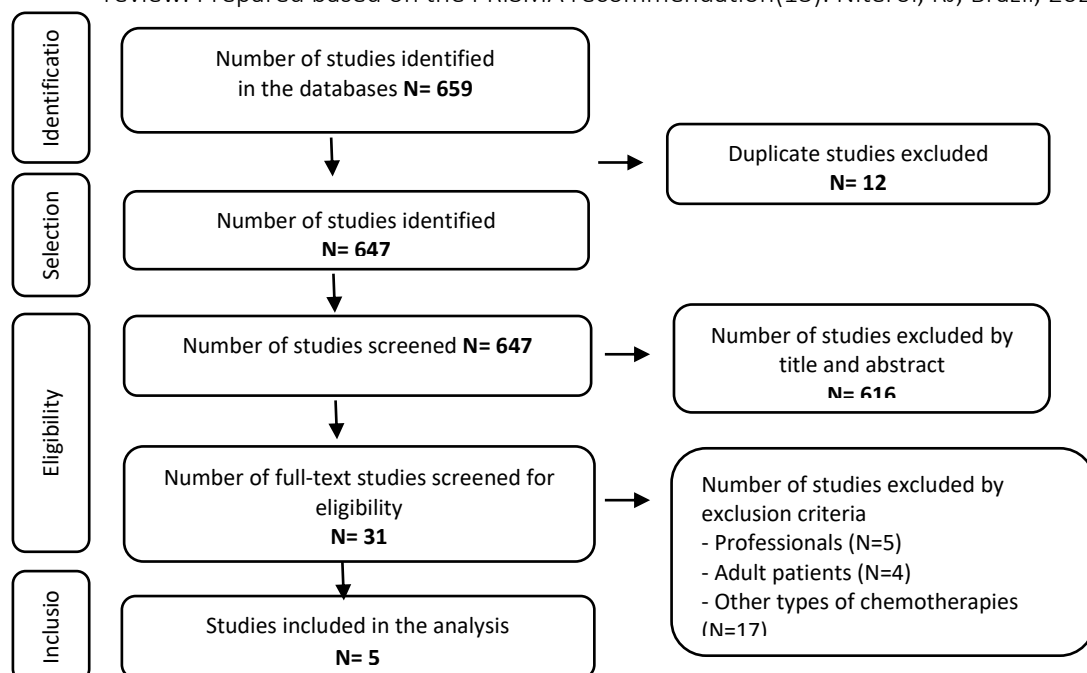 review. Prepared based on the PRISMA recommendation(18). Niterói, RJ, Brazil, 202
Identificatio
Number of studies identified
in the databases N= 659
Duplicate studies excluded
N= 12
Selection
Number of studies identified
N= 647
Eligibility
Number of studies screened N= 647
Number of studies excluded by
title and abstract
N= 616
Number of full-text studies screened for
eligibility
N= 31
Number of studies excluded by
exclusion criteria
- Professionals (N=5)
- Adult patients (N=4)
- Other types of chemotherapies
(N=17)
Inclusio
Studies included in the analysis
N= 5